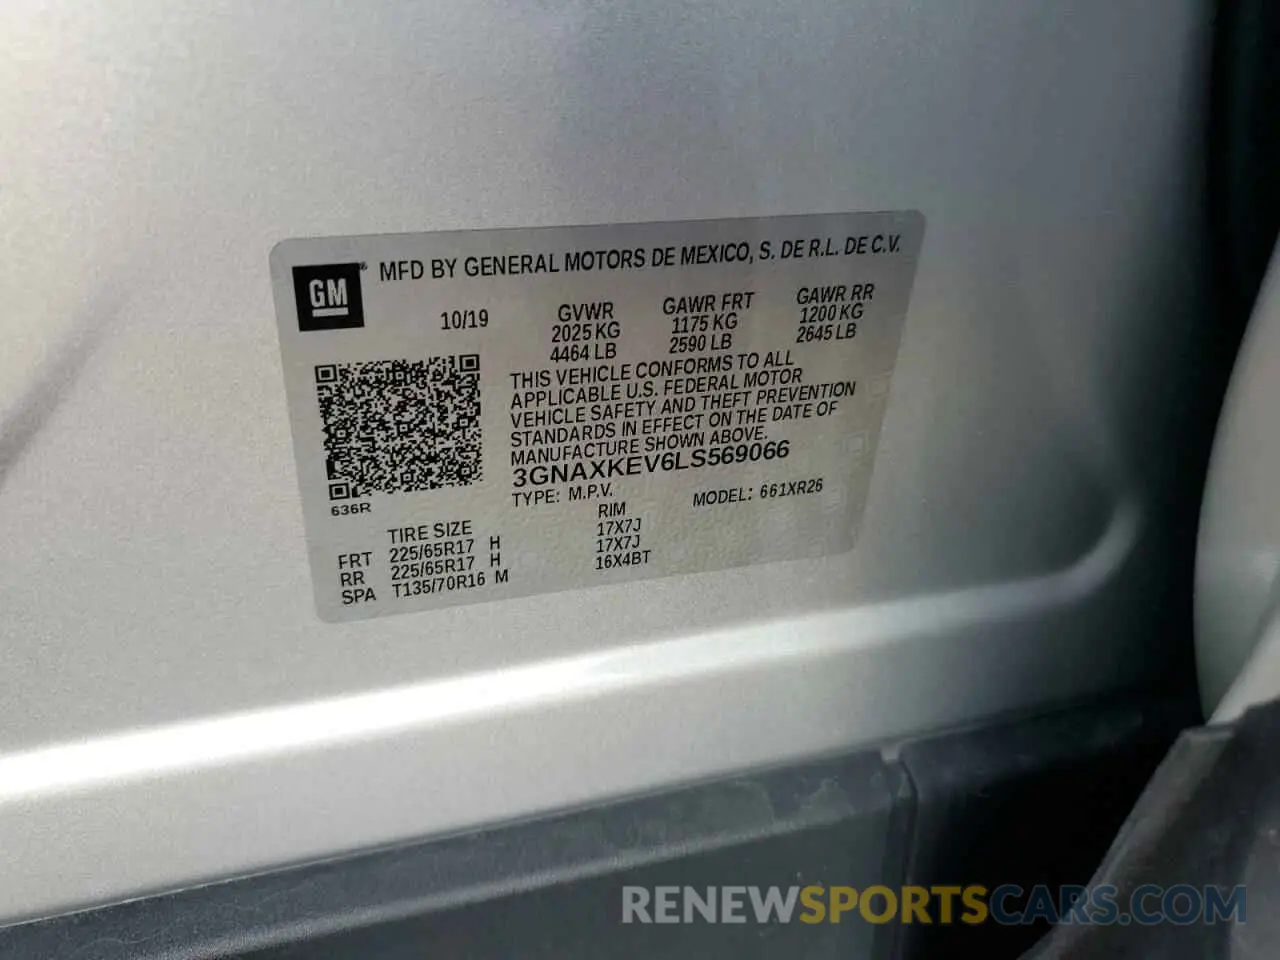 GM® MFD BY GENERAL MOTORS DE MEXICO, S. DE R.L. DE C.V.
10/19 GVWR GAWR FRT GAWR RR
2025 KG 1175 KG 1200 KG
4464 LB 2590 LB 2645 LB
THIS VEHICLE CONFORMS TO ALL
APPLICABLE U.S. FEDERAL MOTOR
VEHICLE SAFETY AND THEFT PREVENTION
STANDARDS IN EFFECT ON THE DATE OF
MANUFACTURE SHOWN ABOVE.
3GNAXKEV6LS569066
TYPE: M.P.V. MODEL: 661XR26
636R
TIRE SIZE RIM
FRT 225/65R17 H 17X7J
RR 225/65R17 H 17X7J
SPA T135/70R16 M 16X4BT
RENEWSPORTSCARS.COM